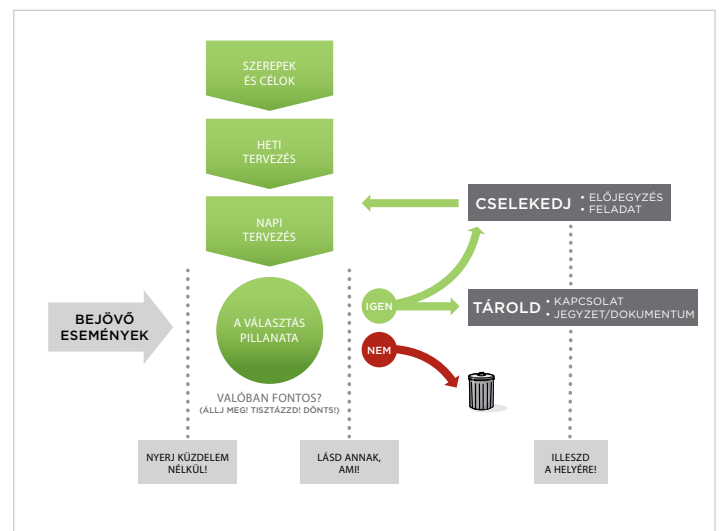 SZEREPEK
ÉS CÉLOK
HETI
TERVEZÉS
NAPI
TERVEZÉS
CSELEKEDJ
• ELŐJEGYZÉS
• FELADAT
BEJÖVŐ
ESEMÉNYEK
A VÁLASZTÁS
PILLANATA
IGEN
TÁROLD
• KAPCSOLAT
• JEGYZET/DOKUMENTUM
NEM
VALÓBAN FONTOS?
(ÁLLJ MEG! TISZTÁZZD! DÖNTS!)
NYERJ KÜZDELEM
NÉLKÜL!
LÁSD ANNAK,
AMI!
ILLESZD
A HELYÉRE!